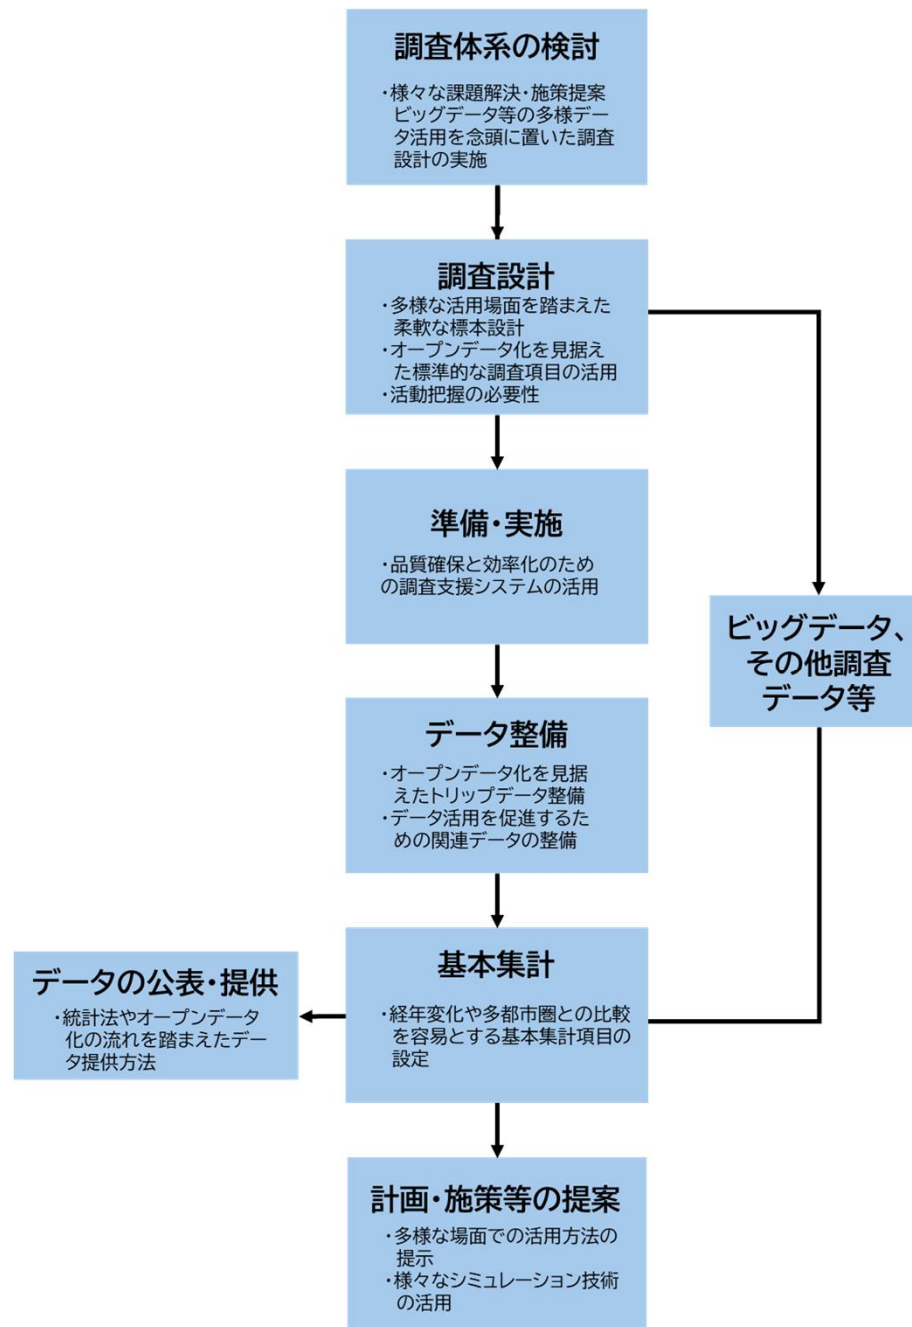 調査体系の検討
・様々な課題解決・施策提案
ビッグデータ等の多様デー
タ活用を念頭に置いた調査
設計の実施
調査設計
・多様な活用場面を踏まえた
柔軟な標本設計
・オープンデータ化を見据え
た標準的な調査項目の活用
・活動把握の必要性
準備・実施
・品質確保と効率化のため
の調査支援システムの活用
ビッグデータ、
その他調査
データ等
データ整備
・オープンデータ化を見据
えたトリップデータ整備
・データ活用を促進するた
めの関連データの整備
基本集計
・経年変化や多都市圏との比較
を容易とする基本集計項目の
設定
データの公表・提供
・統計法やオープンデータ
化の流れを踏まえたデー
タ提供方法
計画・施策等の提案
・多様な場面での活用方法の
提示
・様々なシミュレーション技術
の活用